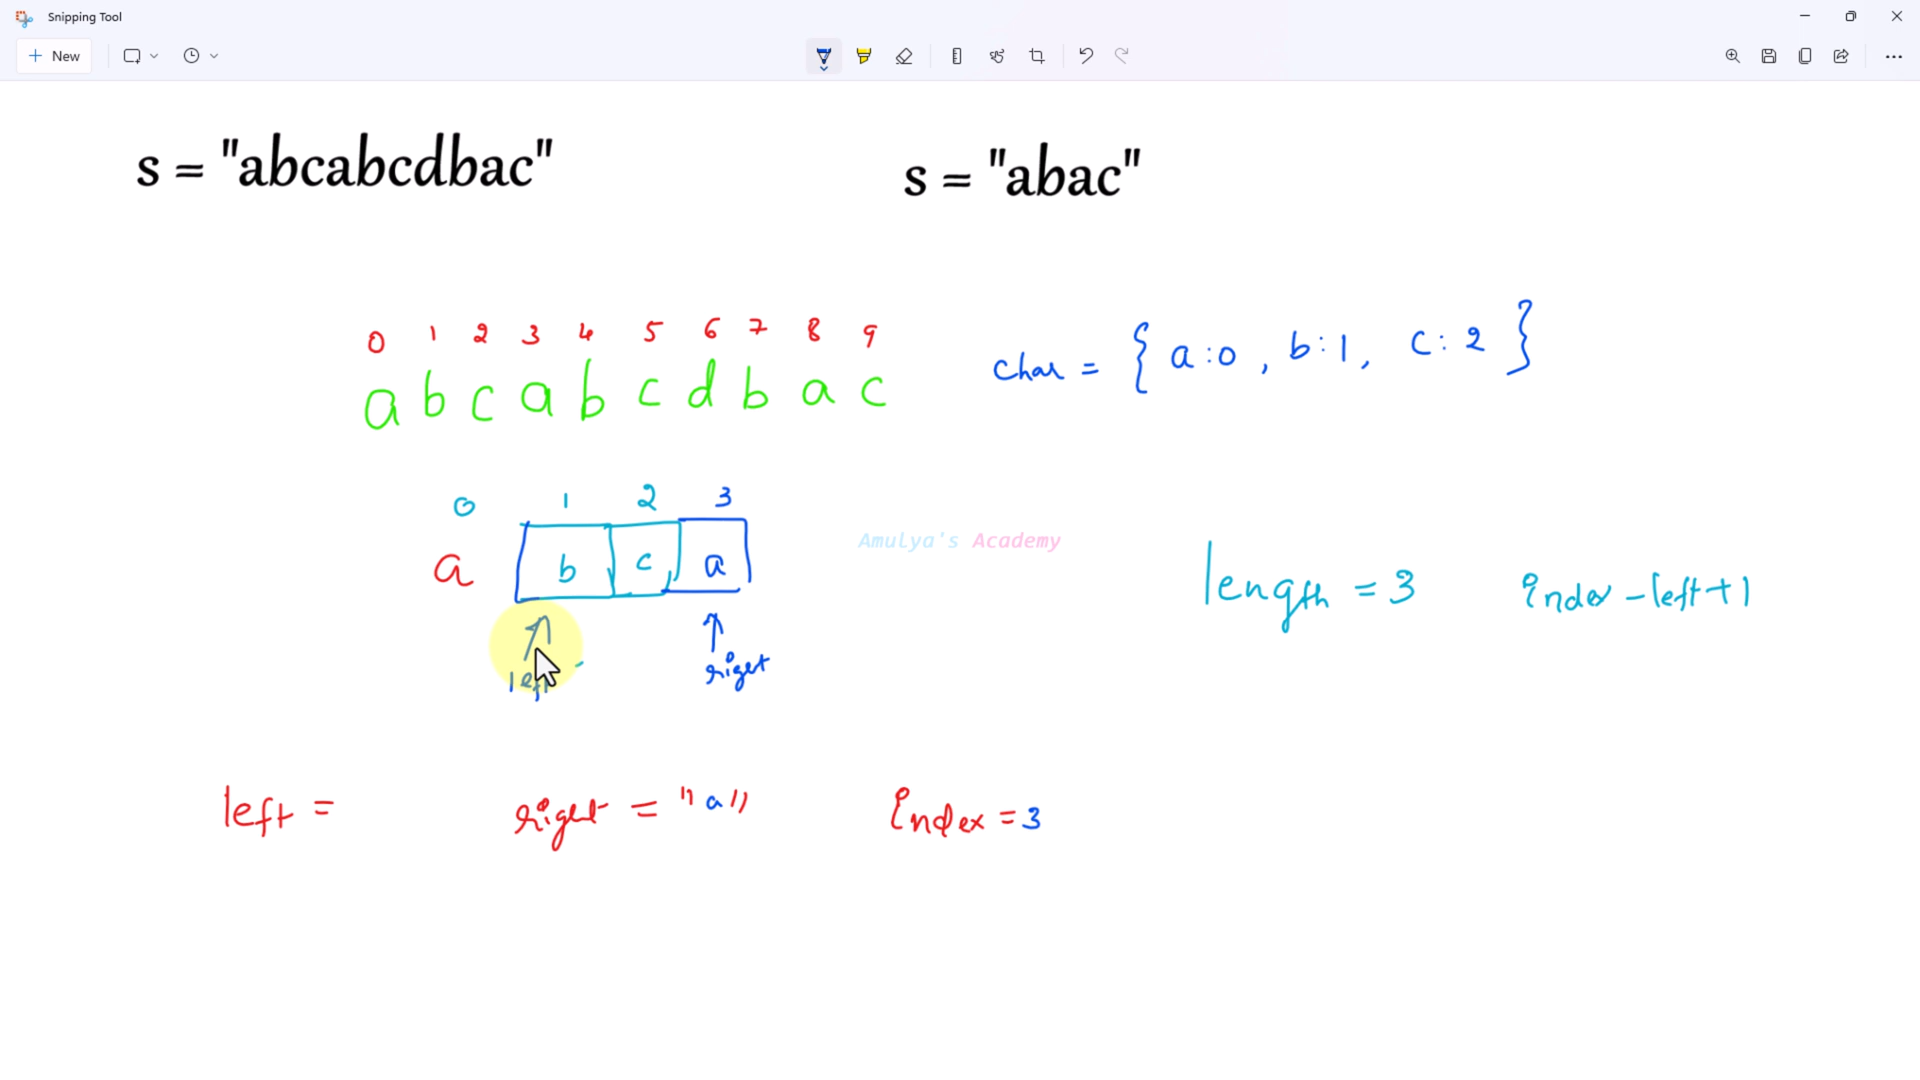 Snipping Tool
New
s = "abcabcdbac"
s = "abac"
0 1 2 3 4 5 6 7 8 9
a b c a b c d b a c
char = { a:0 , b:1, c:2 }
0 1 2 3
a b c a
Amulya's Academy
length = 3
index - left + 1
left
right
left =
right = "a"
index = 3